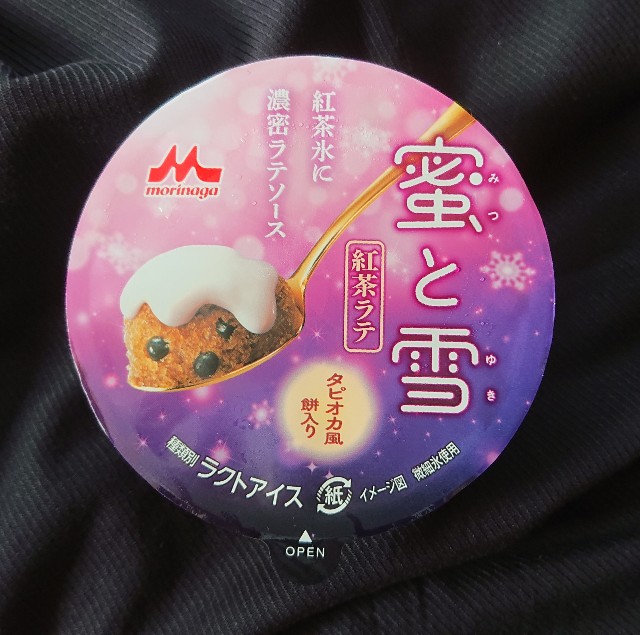 morinaga
紅茶氷に
濃密ラテソース
蜜と雪
みつ
ゆき
紅茶ラテ
タピオカ風
餅入り
種類別 ラクトアイス
紙
イメージ図 微細氷使用
OPEN